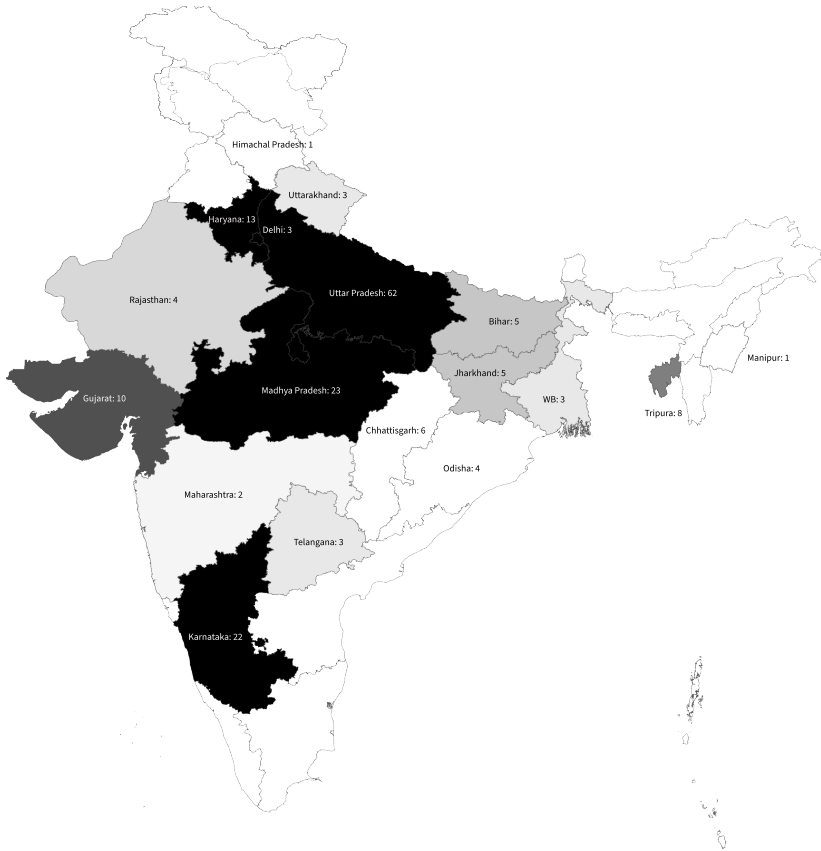 Himachal Pradesh: 1
Uttarakhand: 3
Haryana: 13
Delhi: 3
Uttar Pradesh: 62
Rajasthan: 4
Bihar: 5
Manipur: 1
Jharkhand: 5
Madhya Pradesh: 23
Gujarat: 10
WB: 3
Tripura: 8
Chhattisgarh: 6
Odisha: 4
Maharashtra: 2
Telangana: 3
Karnataka: 22